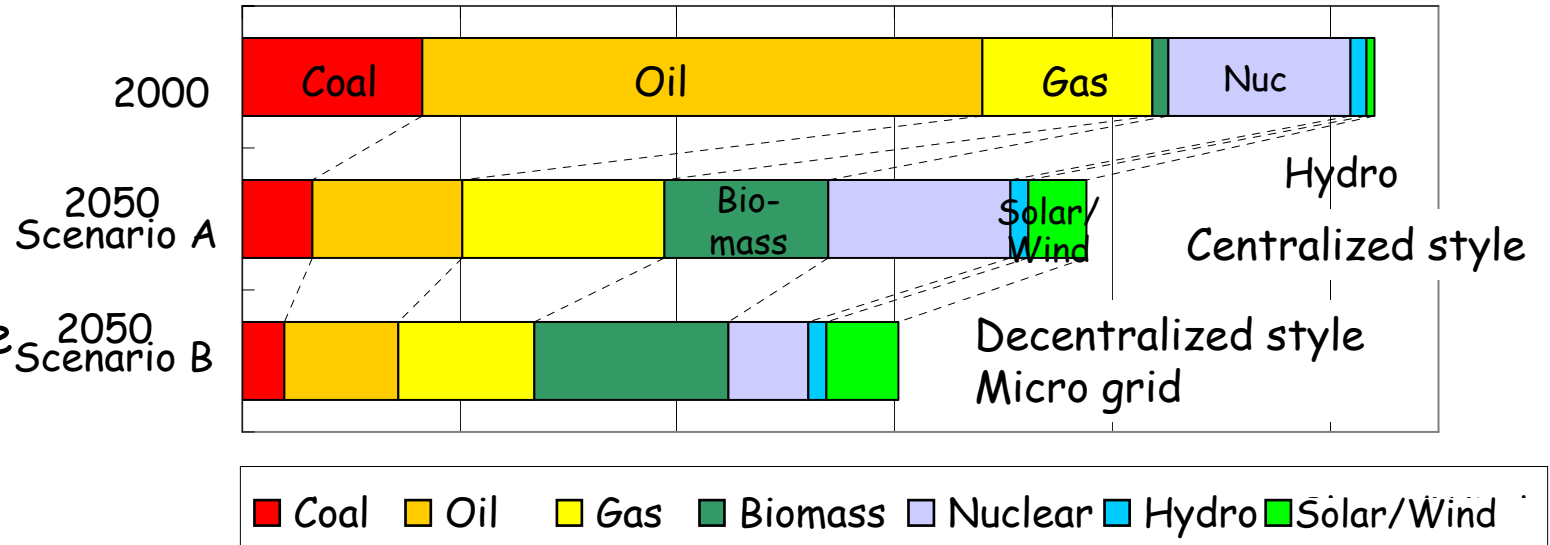 2000
Coal Oil Gas Nuc
Hydro
2050
Scenario A
Bio-
mass
Solar/
Wind
Centralized style
2050
Scenario B
Decentralized style
Micro grid
Coal Oil Gas Biomass Nuclear Hydro Solar/Wind